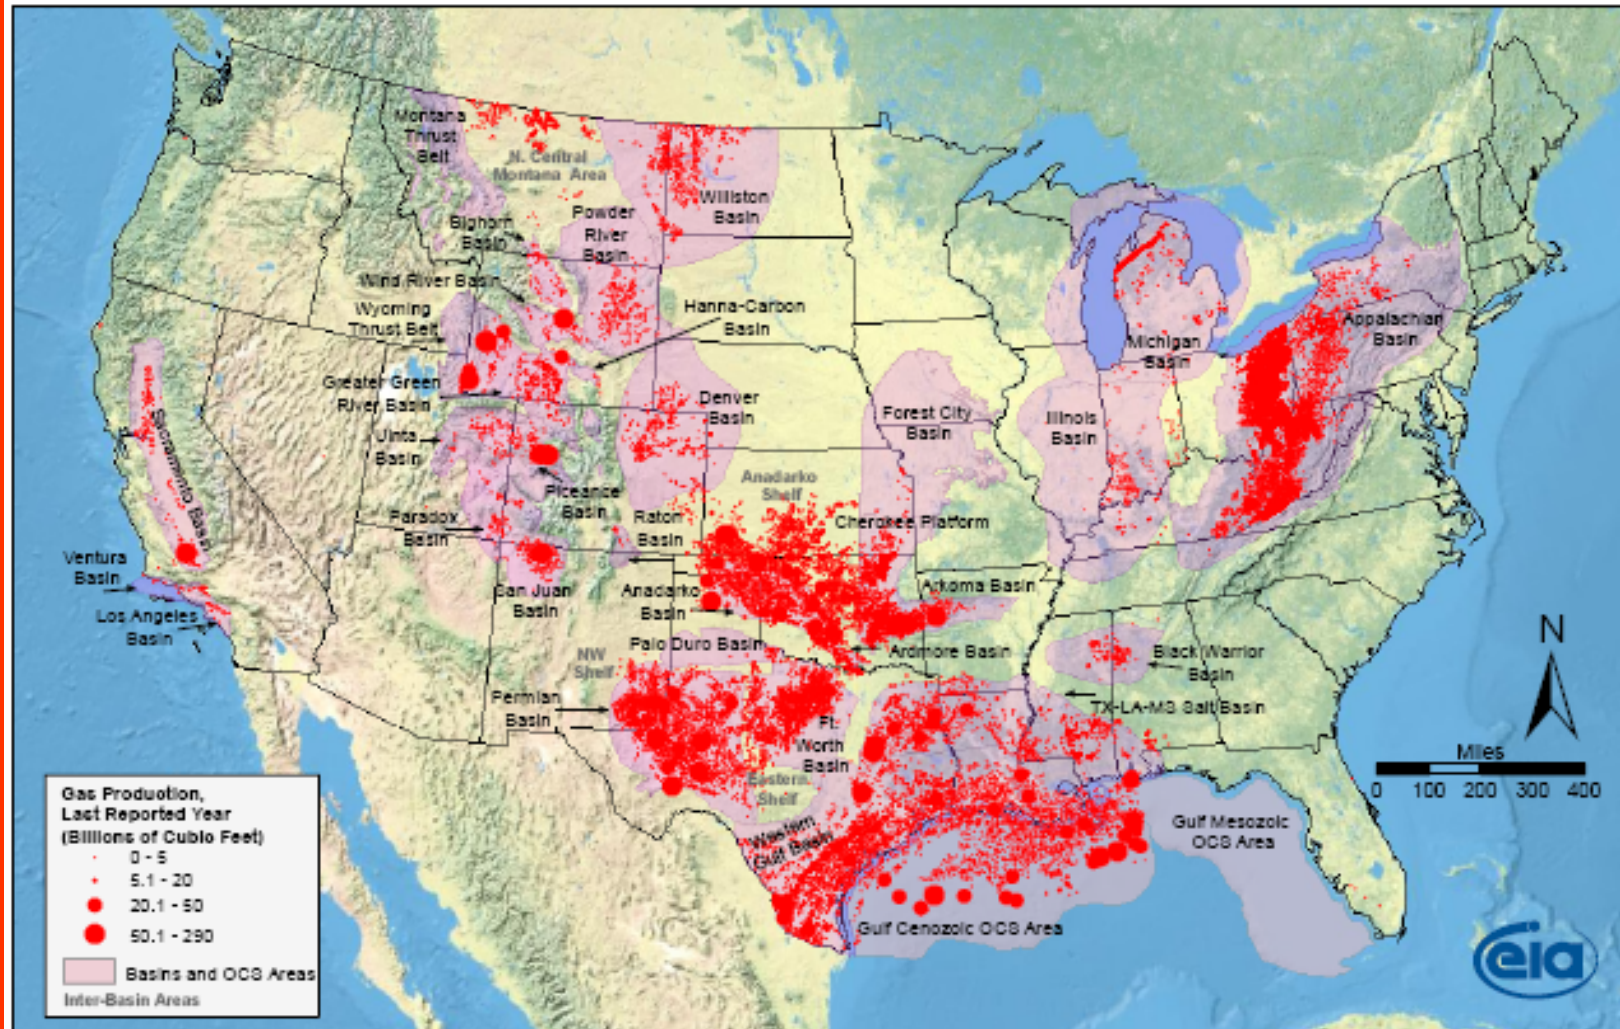 Montana
Thrust
Belt
N. Central
Montana Area
Williston
Basin
Bighorn
Basin
Powder
River
Basin
Wind River Basin
Wyoming
Thrust Belt
Hanna-Carbon
Basin
Greater Green
River Basin
Denver
Basin
Forest City
Basin
Illinois
Basin
Michigan
Basin
Appalachian
Basin
Uinta
Basin
Sacramento Basin
Piceance
Basin
Anadarko
Shelf
Cherokee Platform
Paradox
Basin
Raton
Basin
Ventura
Basin
Los Angeles
Basin
San Juan
Basin
Anadarko
Basin
Arkoma Basin
Palo Duro Basin
Ardmore Basin
Black Warrior
Basin
NW
Shelf
Permian
Basin
TX-LA-MS Salt Basin
Ft.
Worth
Basin
Eastern
Shelf
Western
Gulf Basin
Gulf Mesozoic
OCS Area
Gulf Cenozoic OCS Area
N
Miles
0 100 200 300 400
Gas Production,
Last Reported Year
(Billions of Cubic Feet)
0 - 5
5.1 - 20
20.1 - 50
50.1 - 290
Basins and OCS Areas
Inter-Basin Areas
eia